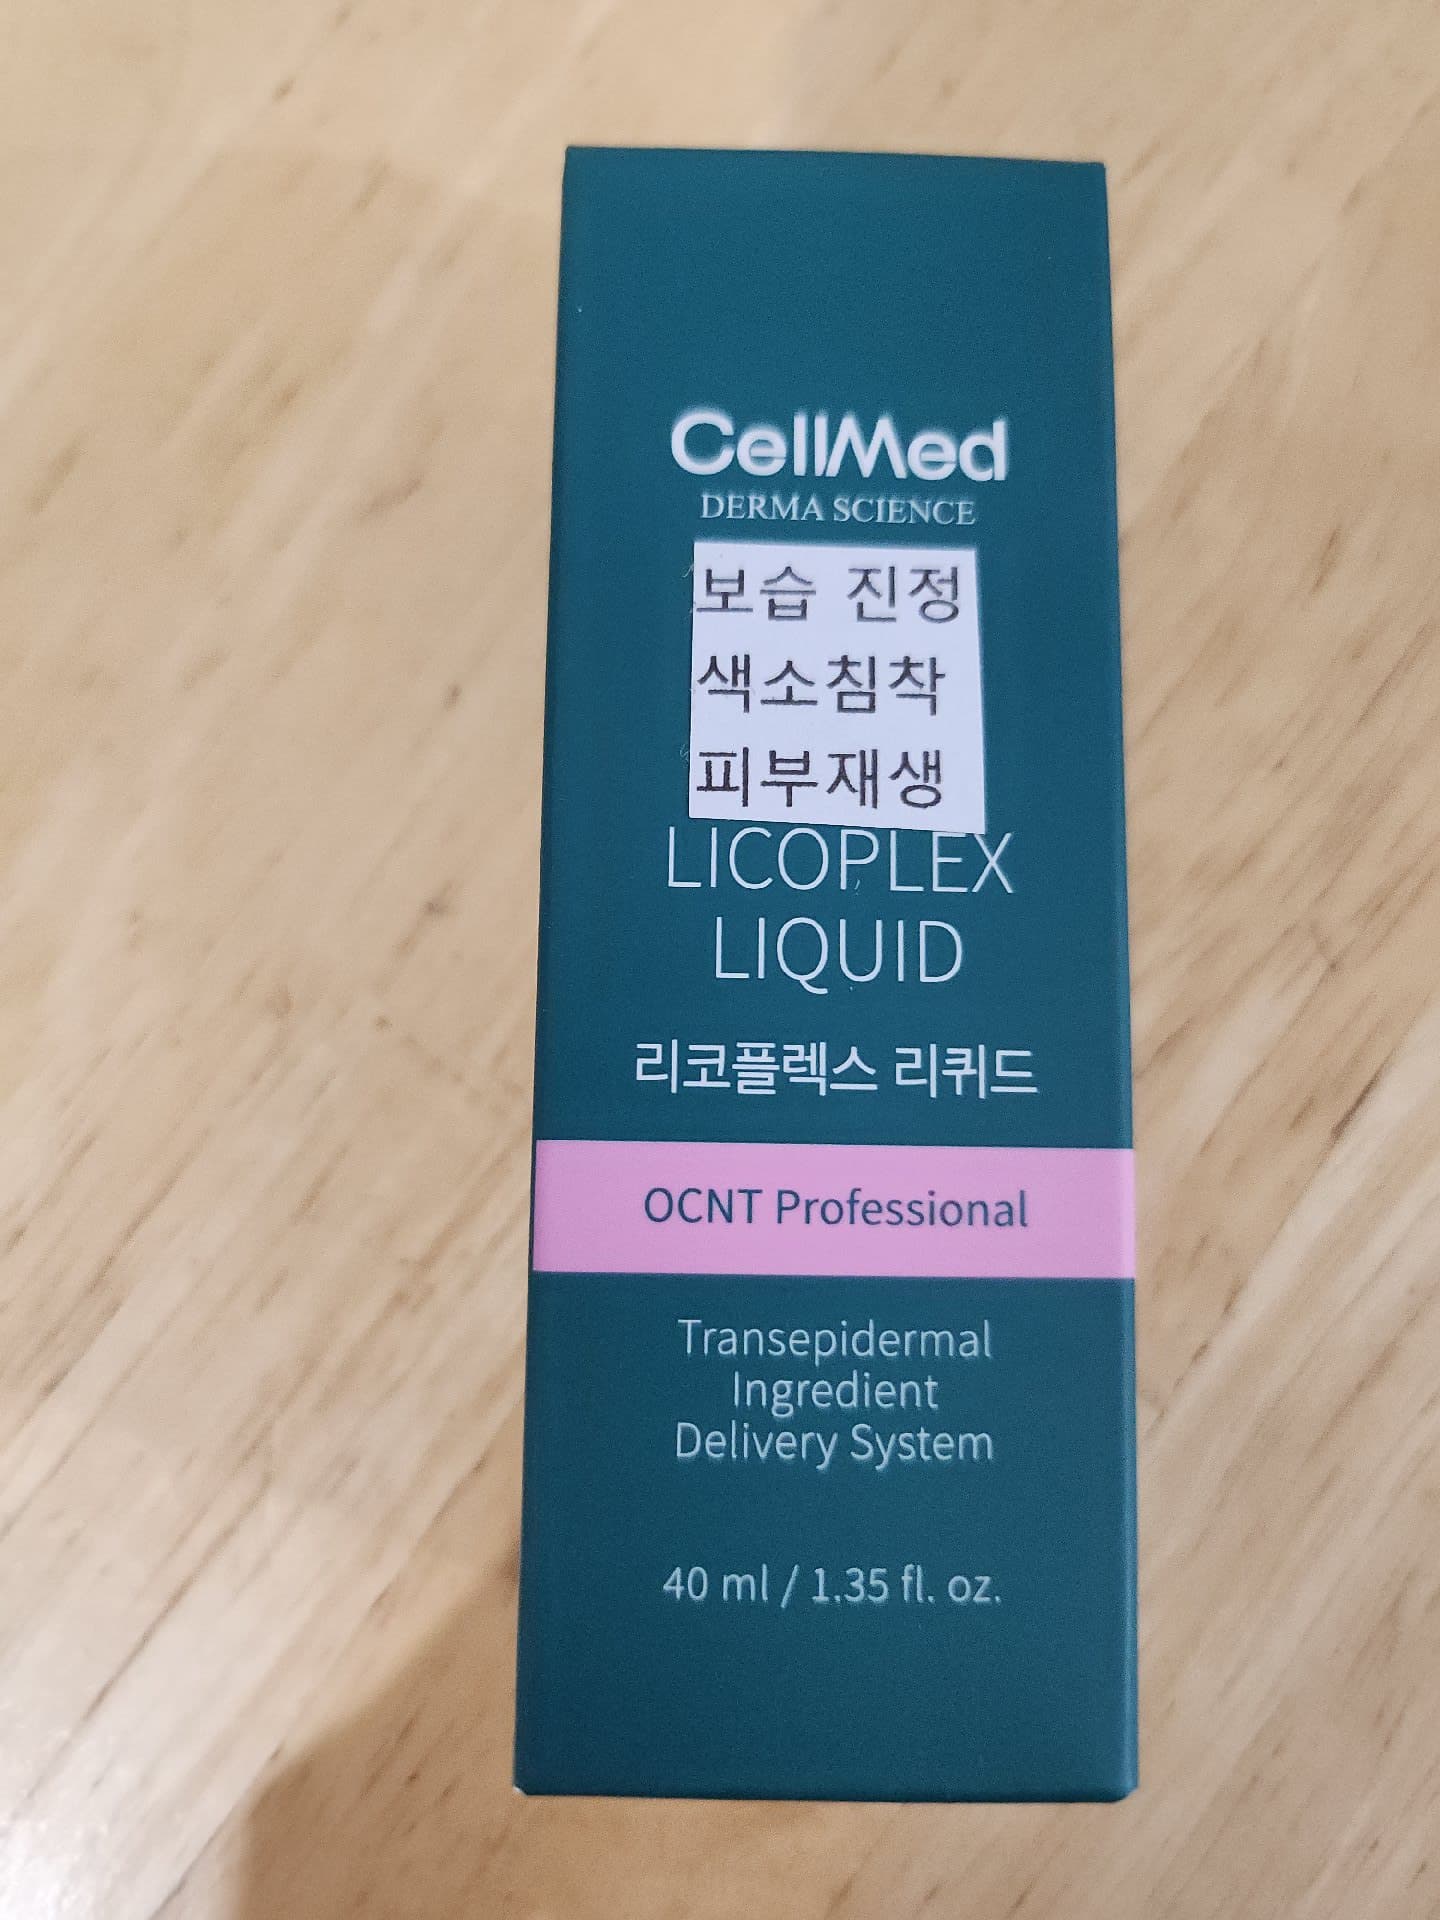 CellMed
DERMA SCIENCE
보습 진정
색소침착
피부재생
LICOPLEX
LIQUID
리코플렉스 리퀴드
OCNT Professional
Transepidermal
Ingredient
Delivery System
40 ml / 1.35 fl. oz.